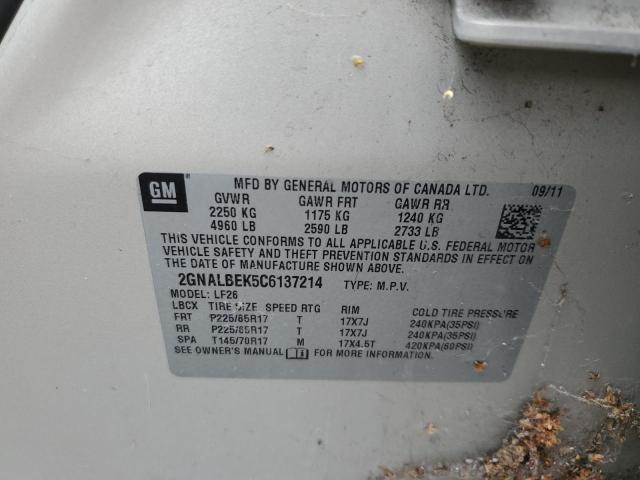 GM
MFD BY GENERAL MOTORS OF CANADA LTD. 09/11
GVWR GAWR FRT GAWR RR
2250 KG 1175 KG 1240 KG
4960 LB 2590 LB 2733 LB
THIS VEHICLE CONFORMS TO ALL APPLICABLE U.S. FEDERAL MOTOR
VEHICLE SAFETY AND THEFT PREVENTION STANDARDS IN EFFECT ON
THE DATE OF MANUFACTURE SHOWN ABOVE.
2GNALBEK5C6137214 TYPE: M.P.V.
MODEL: LF26
LBCX TIRE SIZE SPEED RTG RIM COLD TIRE PRESSURE
FRT P225/65R17 T 17X7J 240KPA(35PSI)
RR P225/65R17 T 17X7J 240KPA(35PSI)
SPA T145/70R17 M 17X4.5T 420KPA(60PSI)
SEE OWNER'S MANUAL FOR ADDITIONAL INFORMATION.